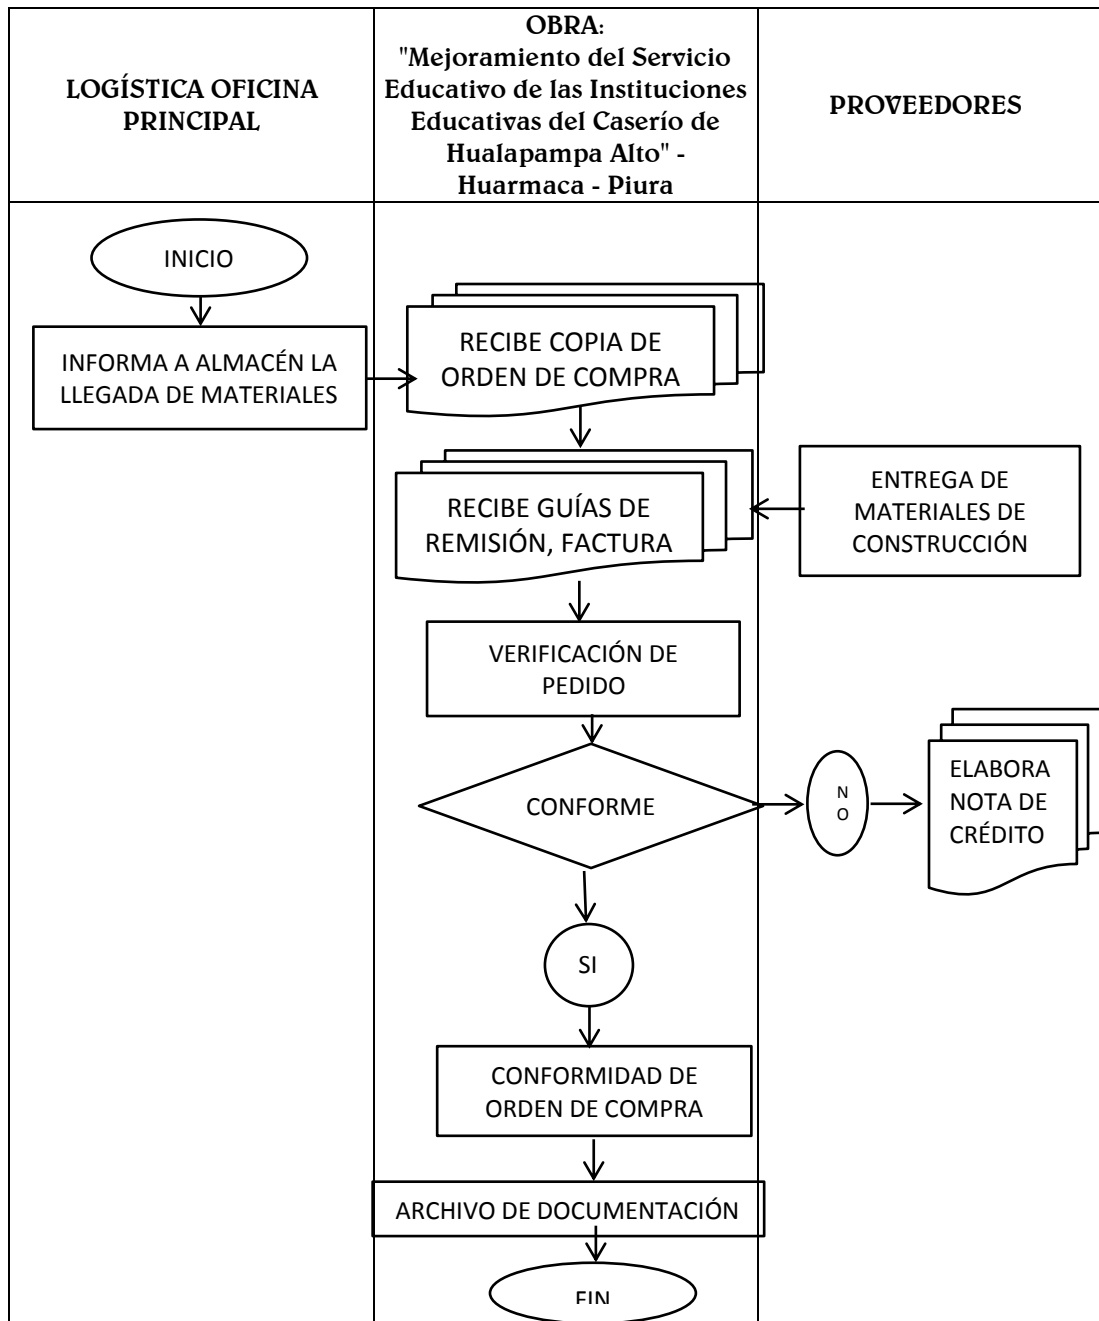 LOGÍSTICA OFICINA
PRINCIPAL
OBRA:
"Mejoramiento del Servicio
Educativo de las Instituciones
Educativas del Caserío de
Hualapampa Alto" -
Huarmaca - Piura
PROVEEDORES
INICIO
INFORMA A ALMACÉN LA
LLEGADA DE MATERIALES
RECIBE COPIA DE
ORDEN DE COMPRA
RECIBE GUÍAS DE
REMISIÓN, FACTURA
ENTREGA DE
MATERIALES DE
CONSTRUCCIÓN
VERIFICACIÓN DE
PEDIDO
CONFORME
N
O
ELABORA
NOTA DE
CRÉDITO
SI
CONFORMIDAD DE
ORDEN DE COMPRA
ARCHIVO DE DOCUMENTACIÓN
FIN